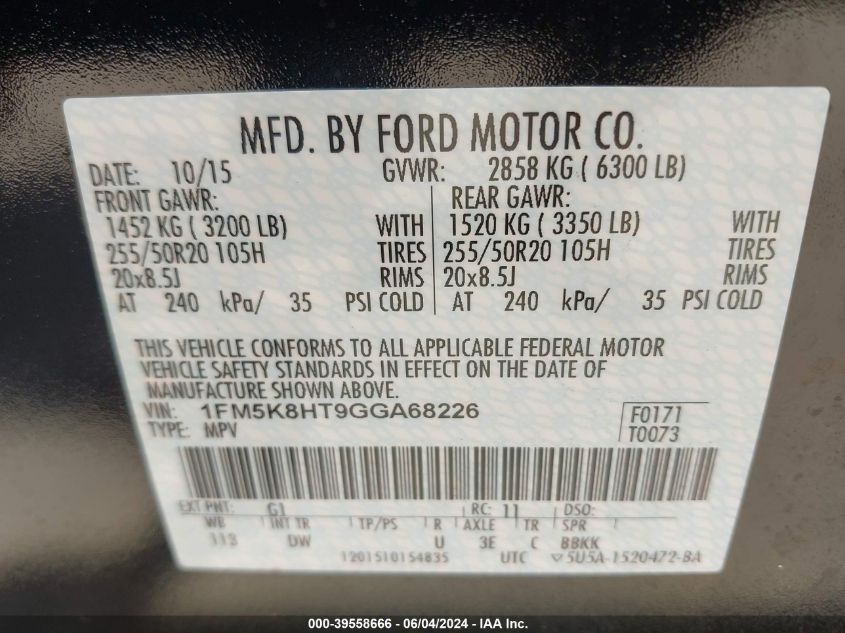 MFD. BY FORD MOTOR CO.
DATE: 10/15 GVWR: 2858 KG ( 6300 LB)
FRONT GAWR: REAR GAWR:
1452 KG ( 3200 LB) WITH 1520 KG ( 3350 LB) WITH
255/50R20 105H TIRES 255/50R20 105H TIRES
20x8.5J RIMS 20x8.5J RIMS
AT 240 kPa/ 35 PSI COLD AT 240 kPa/ 35 PSI COLD
THIS VEHICLE CONFORMS TO ALL APPLICABLE FEDERAL MOTOR
VEHICLE SAFETY STANDARDS IN EFFECT ON THE DATE OF
MANUFACTURE SHOWN ABOVE.
VIN: 1FM5K8HT9GGA68226 F0171
TYPE: MPV T0073
EXT PNT: G1 RC: 11 DSO:
WB INT TR TP/PS R AXLE TR SPR
113 DW U 3E C BBKK
1201510154835 UTC ▽5U5A-1520472-BA
000-39558666 - 06/04/2024 - IAA Inc.